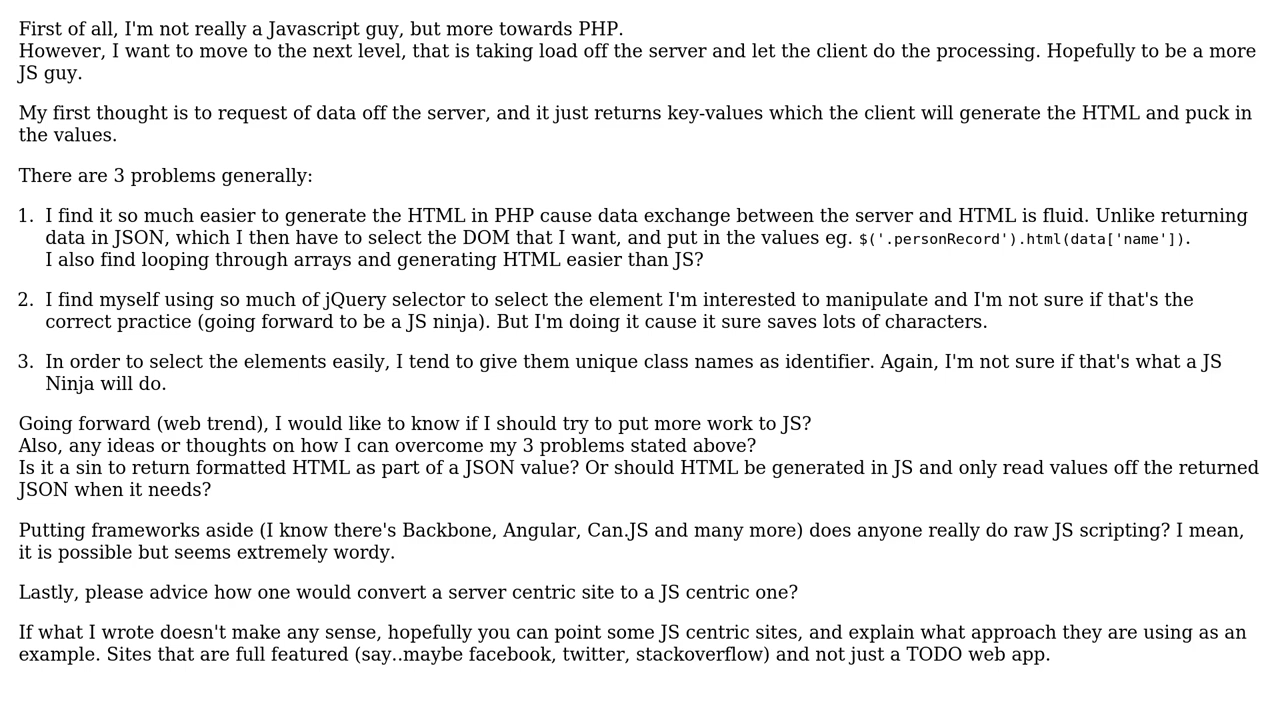 First of all, I'm not really a Javascript guy, but more towards PHP.
However, I want to move to the next level, that is taking load off the server and let the client do the processing. Hopefully to be a more
JS guy.
My first thought is to request of data off the server, and it just returns key-values which the client will generate the HTML and puck in
the values.
There are 3 problems generally:
1. I find it so much easier to generate the HTML in PHP cause data exchange between the server and HTML is fluid. Unlike returning
data in JSON, which I then have to select the DOM that I want, and put in the values eg. $('.personRecord').html(data['name']).
I also find looping through arrays and generating HTML easier than JS?
2. I find myself using so much of jQuery selector to select the element I'm interested to manipulate and I'm not sure if that's the
correct practice (going forward to be a JS ninja). But I'm doing it cause it sure saves lots of characters.
3. In order to select the elements easily, I tend to give them unique class names as identifier. Again, I'm not sure if that's what a JS
Ninja will do.
Going forward (web trend), I would like to know if I should try to put more work to JS?
Also, any ideas or thoughts on how I can overcome my 3 problems stated above?
Is it a sin to return formatted HTML as part of a JSON value? Or should HTML be generated in JS and only read values off the returned
JSON when it needs?
Putting frameworks aside (I know there's Backbone, Angular, Can.JS and many more) does anyone really do raw JS scripting? I mean,
it is possible but seems extremely wordy.
Lastly, please advice how one would convert a server centric site to a JS centric one?
If what I wrote doesn't make any sense, hopefully you can point some JS centric sites, and explain what approach they are using as an
example. Sites that are full featured (say..maybe facebook, twitter, stackoverflow) and not just a TODO web app.